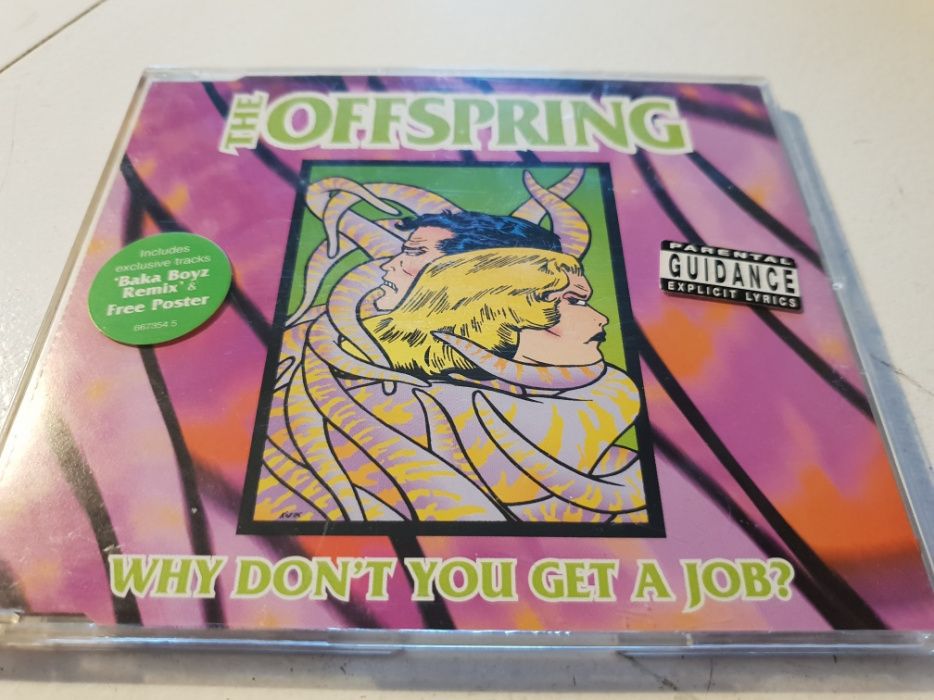 THE OFFSPRING
Includes
exclusive tracks
'Baka Boyz
Remix' &
Free Poster
667354 5
PARENTAL
GUIDANCE
EXPLICIT LYRICS
WHY DON'T YOU GET A JOB?